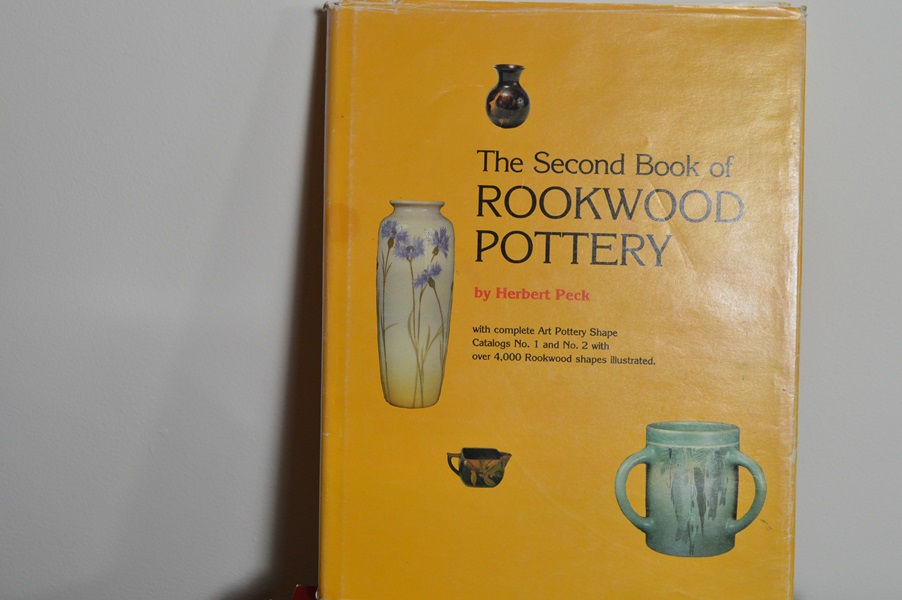 The Second Book of
ROOKWOOD
POTTERY
by Herbert Peck
with complete Art Pottery Shape
Catalogs No. 1 and No. 2 with
over 4,000 Rookwood shapes illustrated.